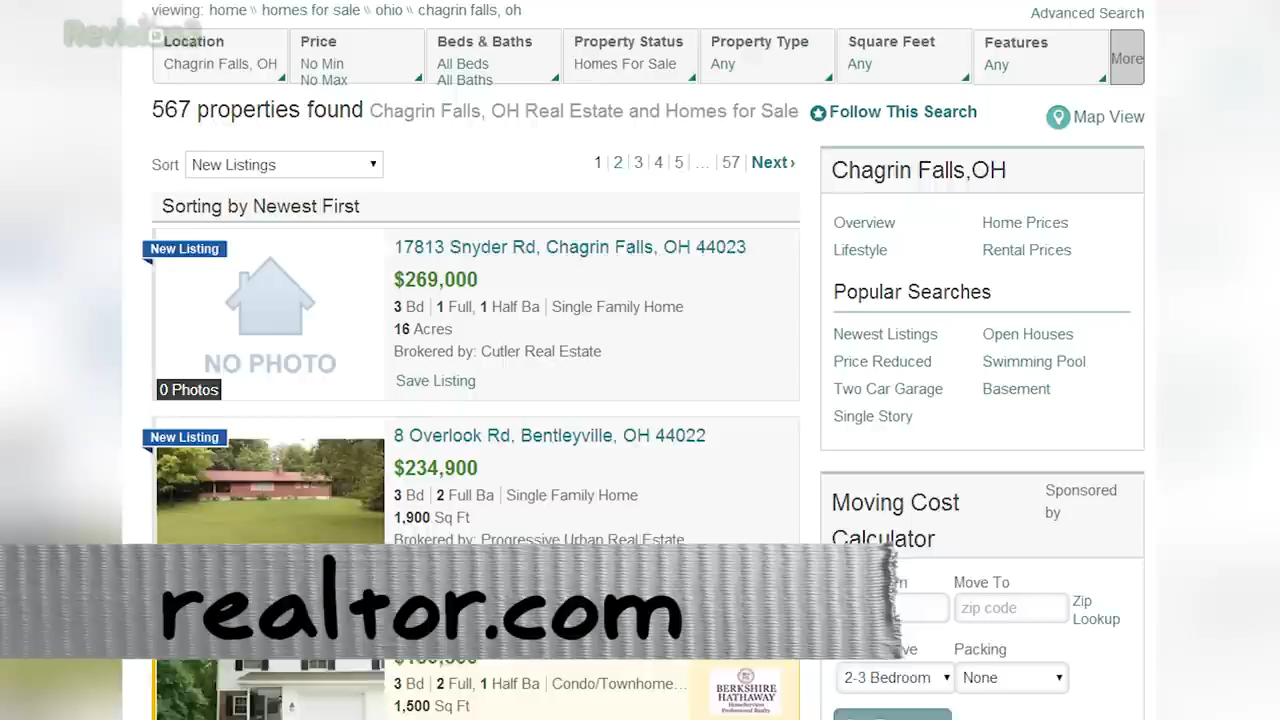 viewing: home \\ homes for sale \\ ohio \\ chagrin falls, oh
Advanced Search
Revision3
Location
Chagrin Falls, OH
Price
No Min
No Max
Beds & Baths
All Beds
All Baths
Property Status
Homes For Sale
Property Type
Any
Square Feet
Any
Features
Any
More
567 properties found Chagrin Falls, OH Real Estate and Homes for Sale
Follow This Search
Map View
Sort New Listings
1 | 2 | 3 | 4 | 5 | ... | 57 | Next ›
Sorting by Newest First
New Listing
NO PHOTO
0 Photos
17813 Snyder Rd, Chagrin Falls, OH 44023
$269,000
3 Bd | 1 Full, 1 Half Ba | Single Family Home
16 Acres
Brokered by: Cutler Real Estate
Save Listing
New Listing
8 Overlook Rd, Bentleyville, OH 44022
$234,900
3 Bd | 2 Full Ba | Single Family Home
1,900 Sq Ft
Brokered by: Progressive Urban Real Estate
realtor.com
3 Bd | 2 Full, 1 Half Ba | Condo/Townhome...
1,500 Sq Ft
BERKSHIRE
HATHAWAY
HomeServices
Professional Realty
Chagrin Falls,OH
Overview
Home Prices
Lifestyle
Rental Prices
Popular Searches
Newest Listings
Open Houses
Price Reduced
Swimming Pool
Two Car Garage
Basement
Single Story
Moving Cost
Calculator
Sponsored
by
Move To
zip code
Zip
Lookup
Packing
2-3 Bedroom
None